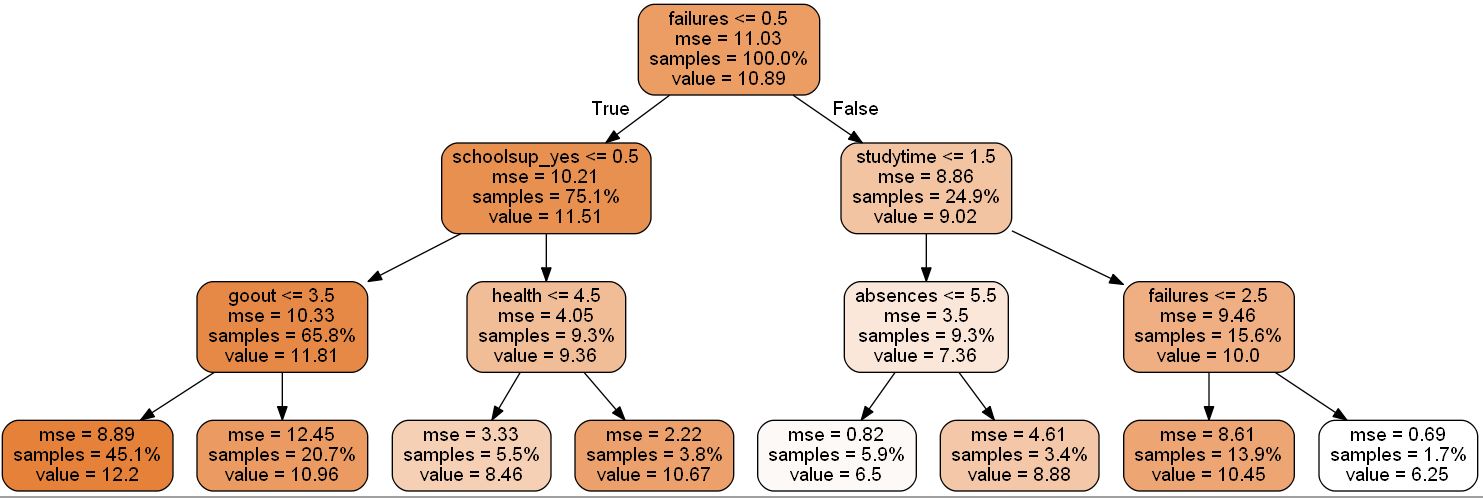 failures <= 0.5
mse = 11.03
samples = 100.0%
value = 10.89
True
False
schoolsup_yes <= 0.5
mse = 10.21
samples = 75.1%
value = 11.51
studytime <= 1.5
mse = 8.86
samples = 24.9%
value = 9.02
goout <= 3.5
mse = 10.33
samples = 65.8%
value = 11.81
health <= 4.5
mse = 4.05
samples = 9.3%
value = 9.36
absences <= 5.5
mse = 3.5
samples = 9.3%
value = 7.36
failures <= 2.5
mse = 9.46
samples = 15.6%
value = 10.0
mse = 8.89
samples = 45.1%
value = 12.2
mse = 12.45
samples = 20.7%
value = 10.96
mse = 3.33
samples = 5.5%
value = 8.46
mse = 2.22
samples = 3.8%
value = 10.67
mse = 0.82
samples = 5.9%
value = 6.5
mse = 4.61
samples = 3.4%
value = 8.88
mse = 8.61
samples = 13.9%
value = 10.45
mse = 0.69
samples = 1.7%
value = 6.25